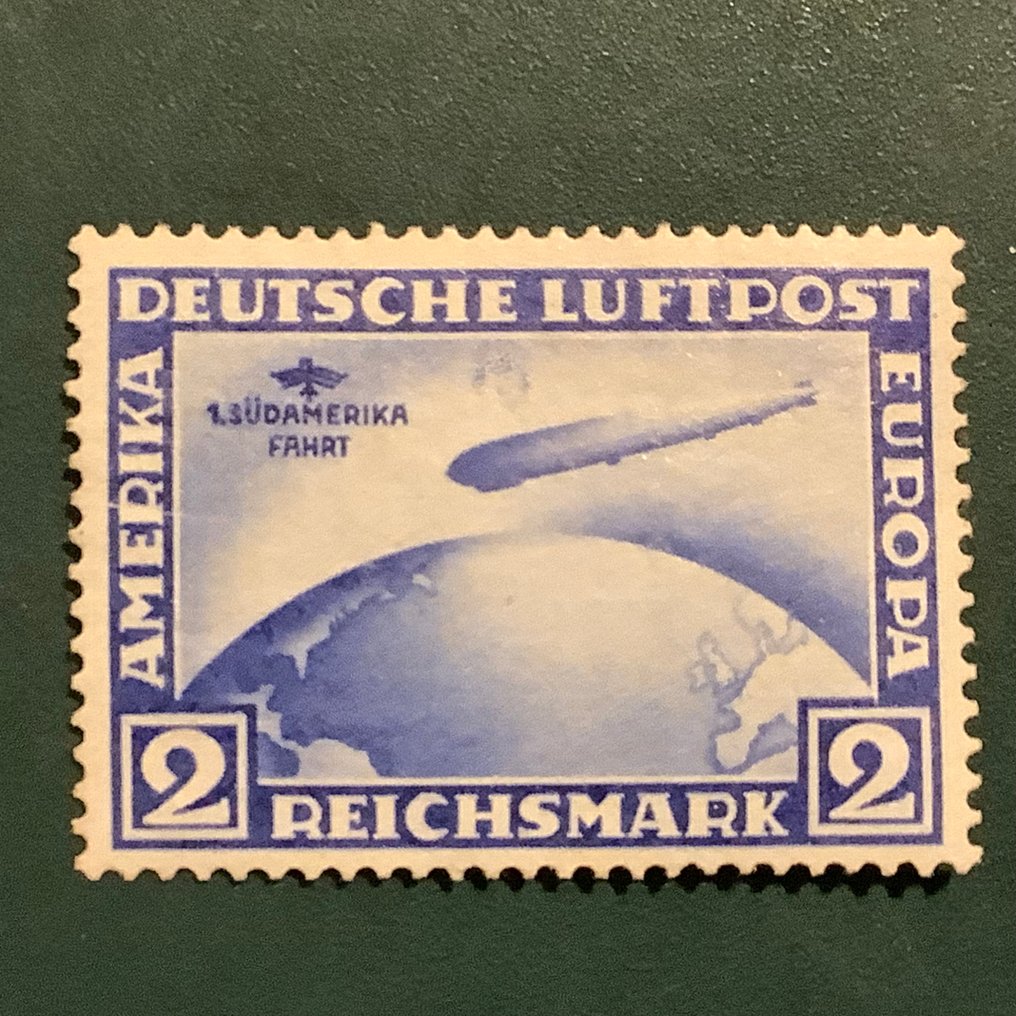 DEUTSCHE LUFTPOST
AMERIKA
EUROPA
1.SÜDAMERIKA
FAHRT
2
REICHSMARK
2